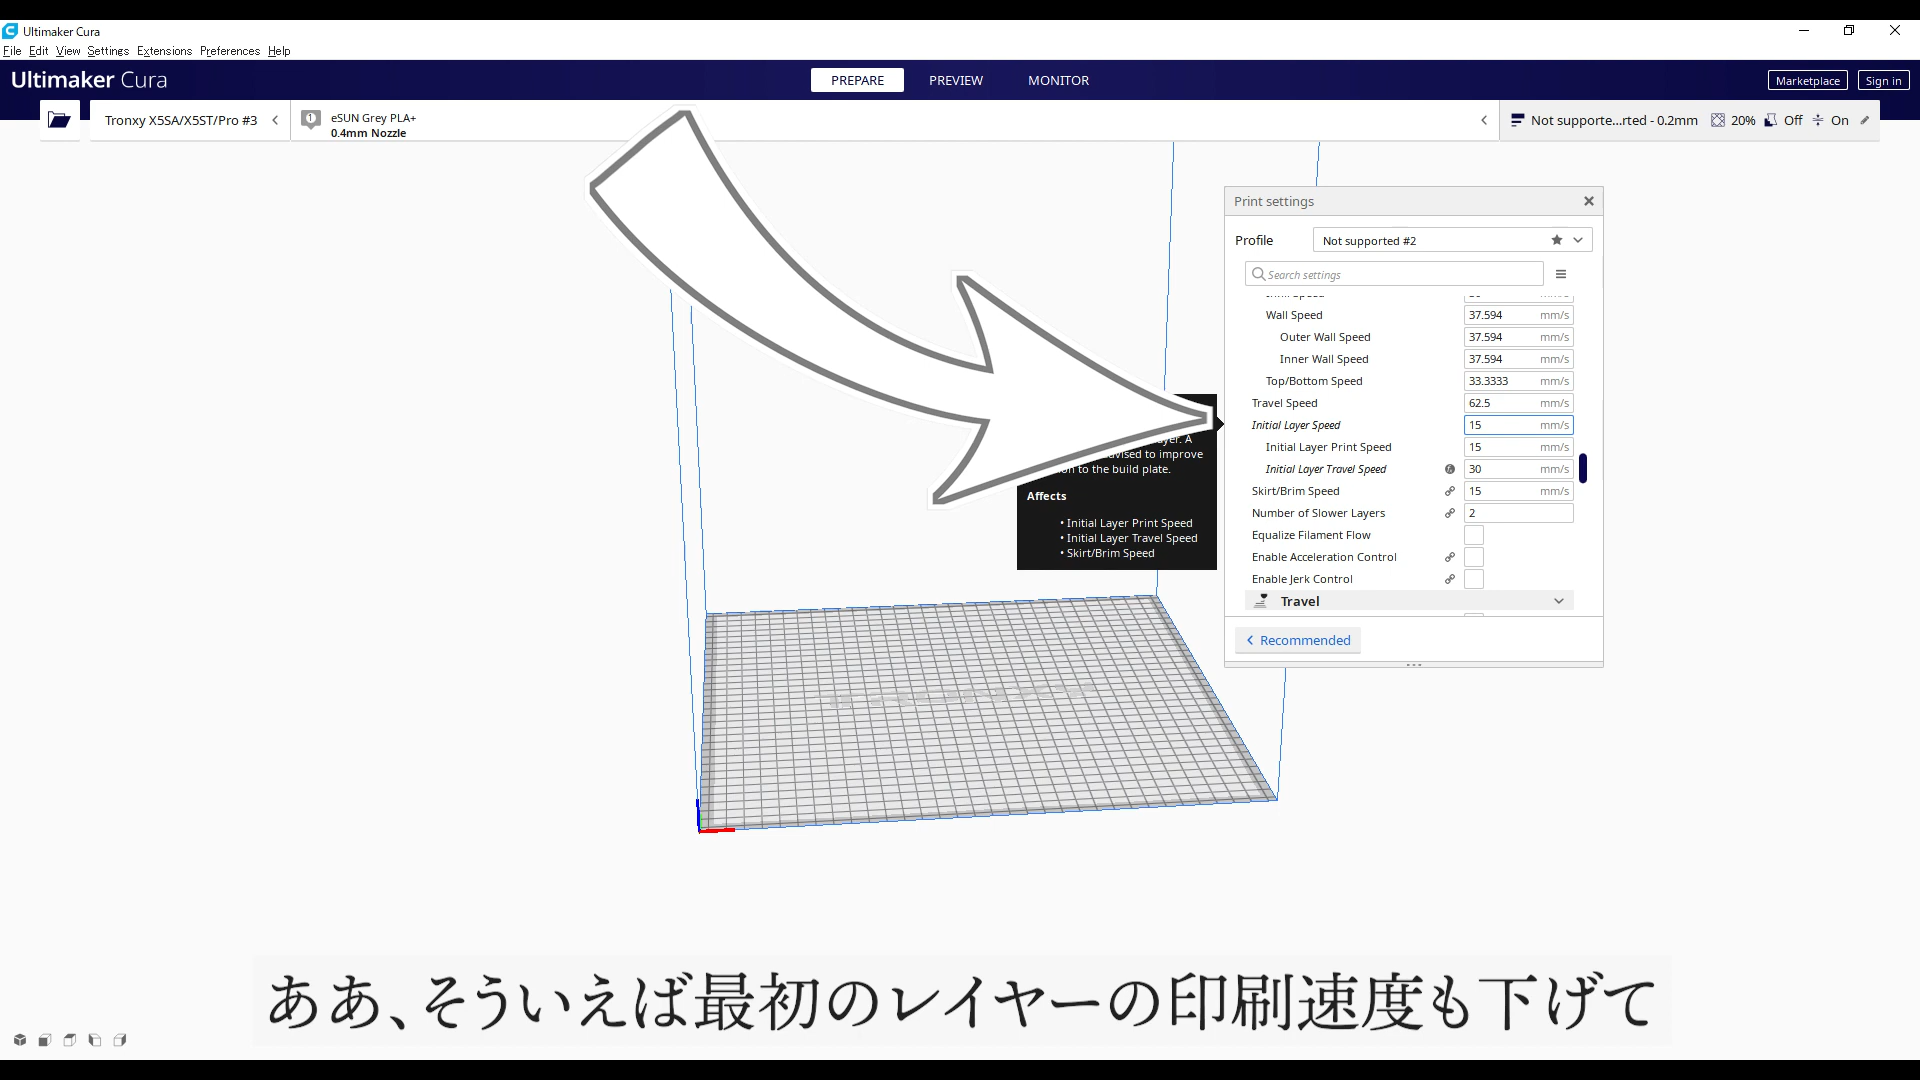 Ultimaker Cura
File Edit View Settings Extensions Preferences Help
Ultimaker Cura
PREPARE PREVIEW MONITOR
Marketplace Sign in
Tronxy X5SA/X5ST/Pro #3
1
eSUN Grey PLA+
0.4mm Nozzle
Not supporte...rted - 0.2mm 20% Off On
Print settings
Profile Not supported #2
Search settings
Wall Speed 37.594 mm/s
Outer Wall Speed 37.594 mm/s
Inner Wall Speed 37.594 mm/s
Top/Bottom Speed 33.3333 mm/s
Travel Speed 62.5 mm/s
Initial Layer Speed 15 mm/s
Initial Layer Print Speed 15 mm/s
Initial Layer Travel Speed 30 mm/s
Skirt/Brim Speed 15 mm/s
Number of Slower Layers 2
Equalize Filament Flow
Enable Acceleration Control
Enable Jerk Control
Travel
Recommended
A
to improve
to the build plate.
Affects
• Initial Layer Print Speed
• Initial Layer Travel Speed
• Skirt/Brim Speed
TRONXY
ああ、そういえば最初のレイヤーの印刷速度も下げて